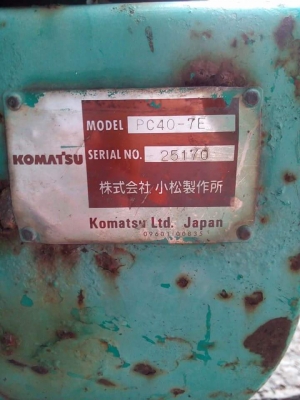 MODEL PC40-7E
KOMATSU SERIAL NO. 25170
株式会社 小松製作所
Komatsu Ltd. Japan